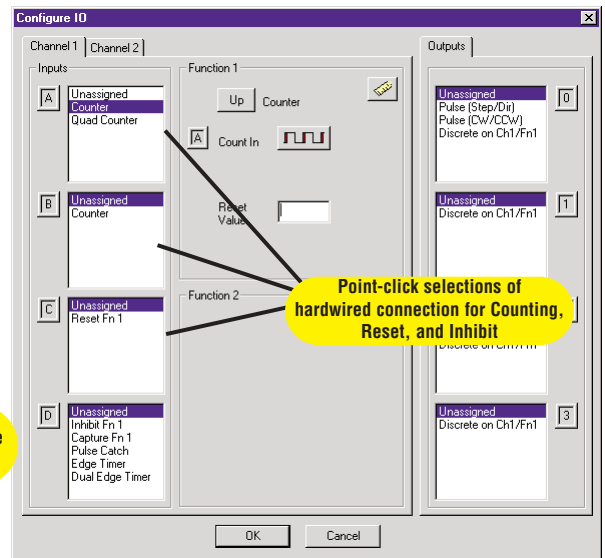 Configure IO
Channel 1
Channel 2
Outputs
Inputs
A
Unassigned
Counter
Quad Counter
B
Unassigned
Counter
C
Unassigned
Reset Fn 1
D
Unassigned
Inhibit Fn 1
Capture Fn 1
Pulse Catch
Edge Timer
Dual Edge Timer
Function 1
Up Counter
A Count In
Reset
Value
Function 2
Point-click selections of
hardwired connection for Counting,
Reset, and Inhibit
Unassigned
Pulse (Step/Dir)
Pulse (CW/CCW)
Discrete on Ch1/Fn1
0
Unassigned
Discrete on Ch1/Fn1
1
Discrete on Ch1/Fn1
Unassigned
Discrete on Ch1/Fn1
3
OK
Cancel
e